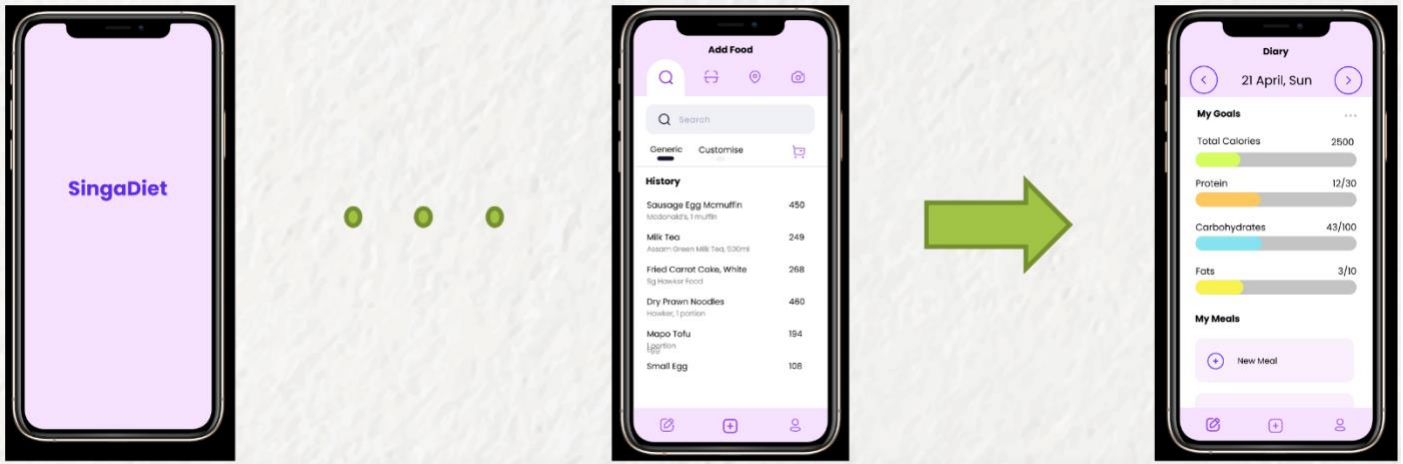 SingaDiet
Add Food
Search
Generic Customise
History
Sausage Egg Mcmuffin 450
Mcdonald's, 1 muffin
Milk Tea 249
Assam Green Milk Tea, 530ml
Fried Carrot Cake, White 268
Sg Hawker Food
Dry Prawn Noodles 460
Hawker, 1 portion
Mapo Tofu 194
1 portion
Small Egg 108
Diary
21 April, Sun
My Goals
Total Calories 2500
Protein 12/30
Carbohydrates 43/100
Fats 3/10
My Meals
New Meal